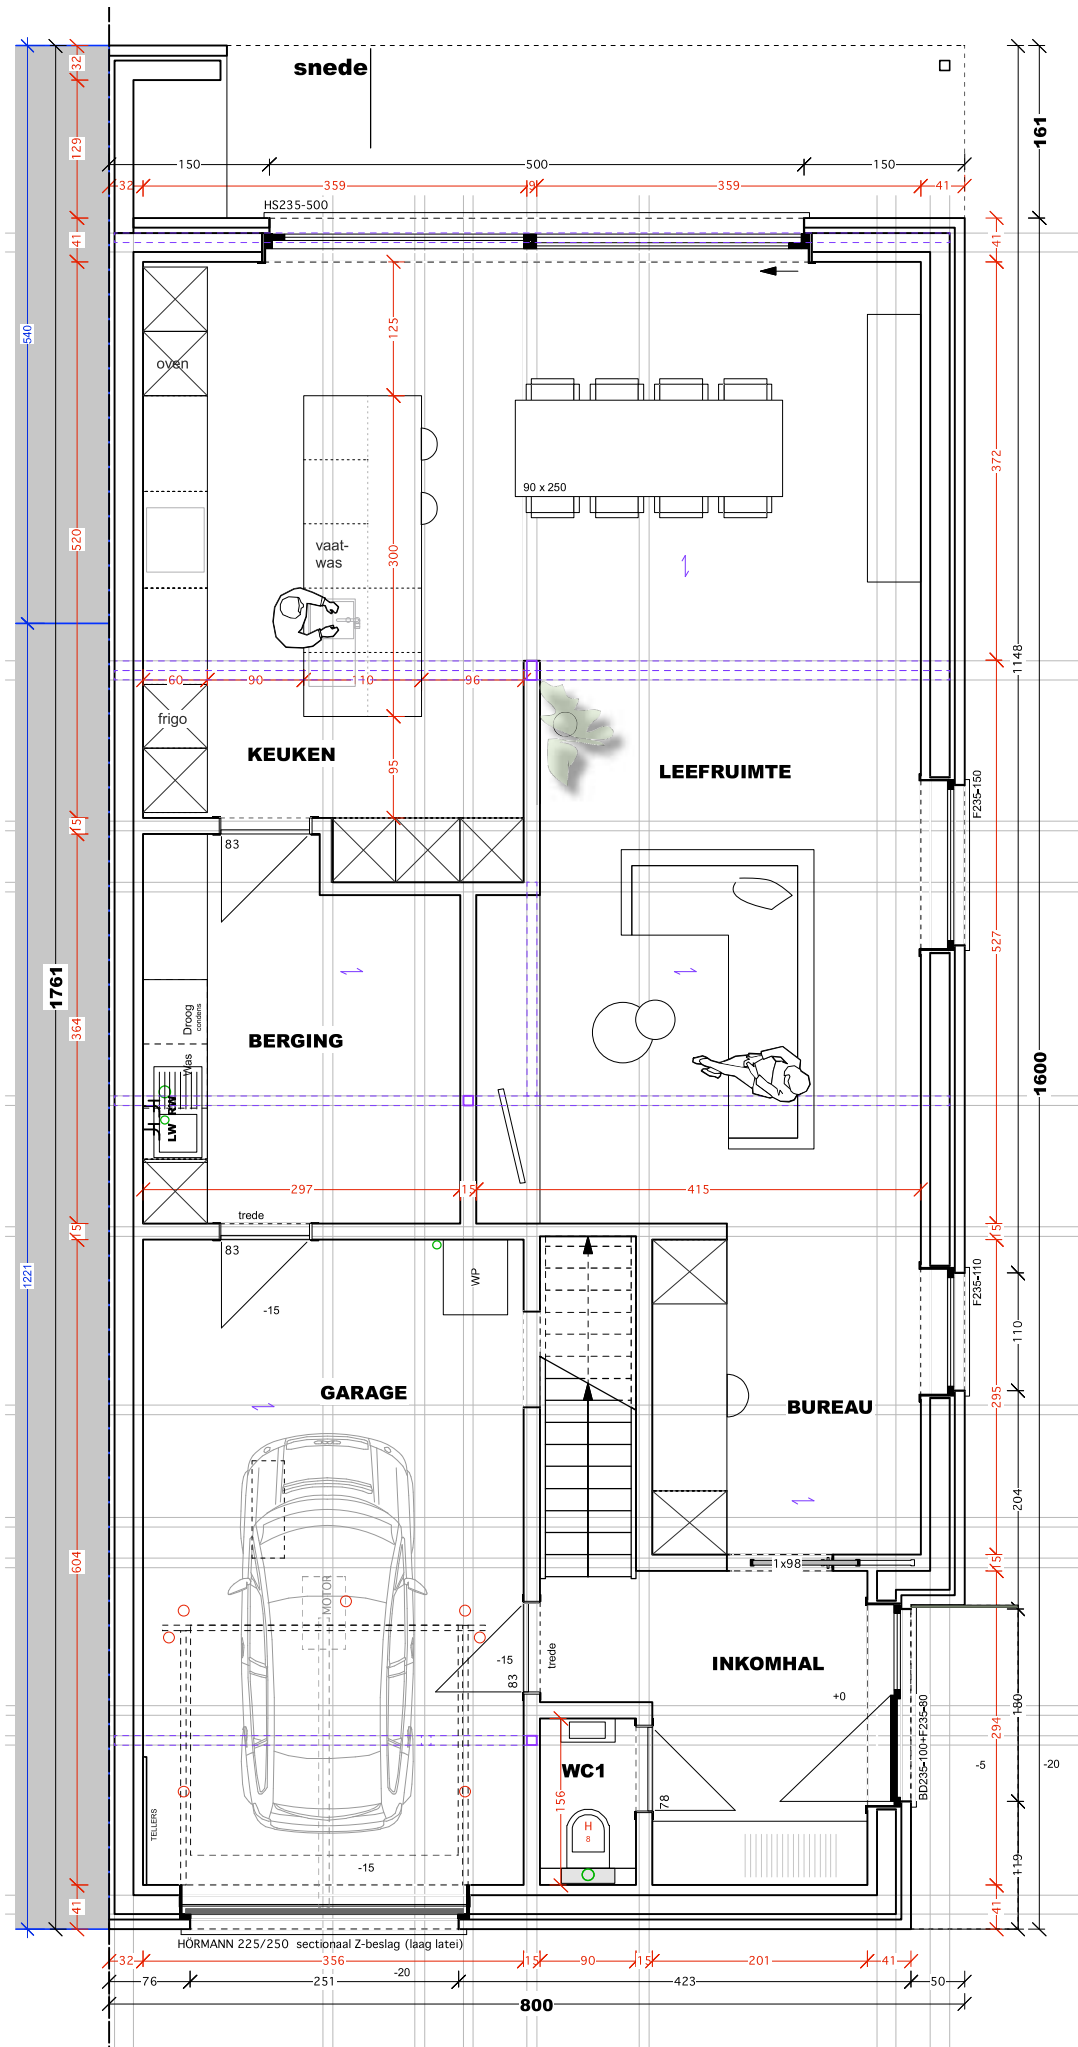 snede
32
129
161
150
500
150
32
359
9
359
41
HS235-500
41
41
540
125
oven
372
90 x 250
520
vaat-
was
300
1148
60
90
110
96
frigo
KEUKEN
95
LEEFRUIMTE
F235-150
15
83
527
1761
364
Droog
condens
BERGING
Was
RW
LW
1600
297
15
415
trede
15
15
83
WP
-15
1221
F235-110
110
GARAGE
295
BUREAU
204
604
1x98
15
MOTOR
trede
-15
83
INKOMHAL
+0
180
294
BD235-100+F235-80
-5
-20
WC1
156
78
TELLERS
H
8
-15
119
41
41
HÖRMANN 225/250 sectionaal Z-beslag (laag latei)
32
356
15
90
15
201
41
76
251
-20
423
50
800